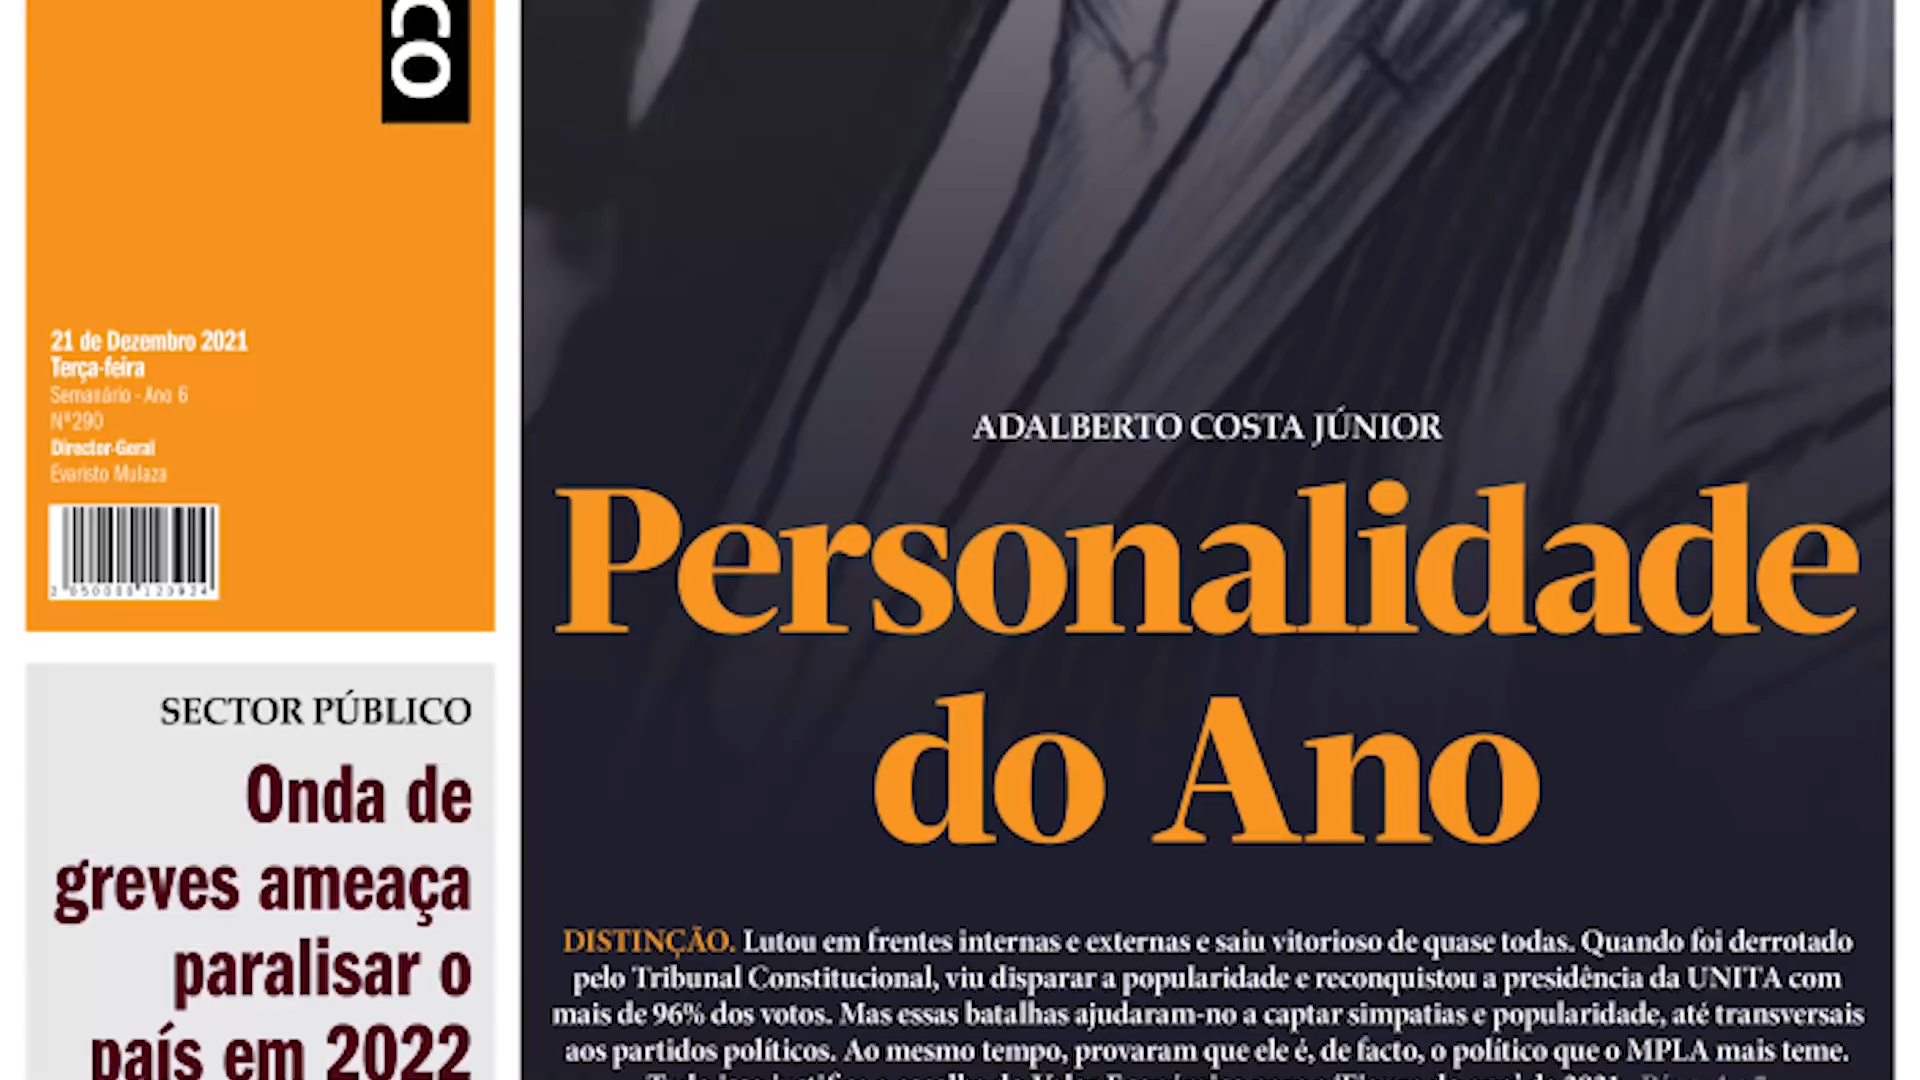 CO
21 de Dezembro 2021
Terça-feira
Semanário - Ano 6
Nº290
Director-Geral
Evaristo Mulaza
SECTOR PÚBLICO
Onda de
greves ameaça
paralisar o
país em 2022
ADALBERTO COSTA JÚNIOR
Personalidade
do Ano
DISTINÇÃO. Lutou em frentes internas e externas e saiu vitorioso de quase todas. Quando foi derrotado
pelo Tribunal Constitucional, viu disparar a popularidade e reconquistou a presidência da UNITA com
mais de 96% dos votos. Mas essas batalhas ajudaram-no a captar simpatias e popularidade, até transversais
aos partidos políticos. Ao mesmo tempo, provaram que ele é, de facto, o político que o MPLA mais teme.